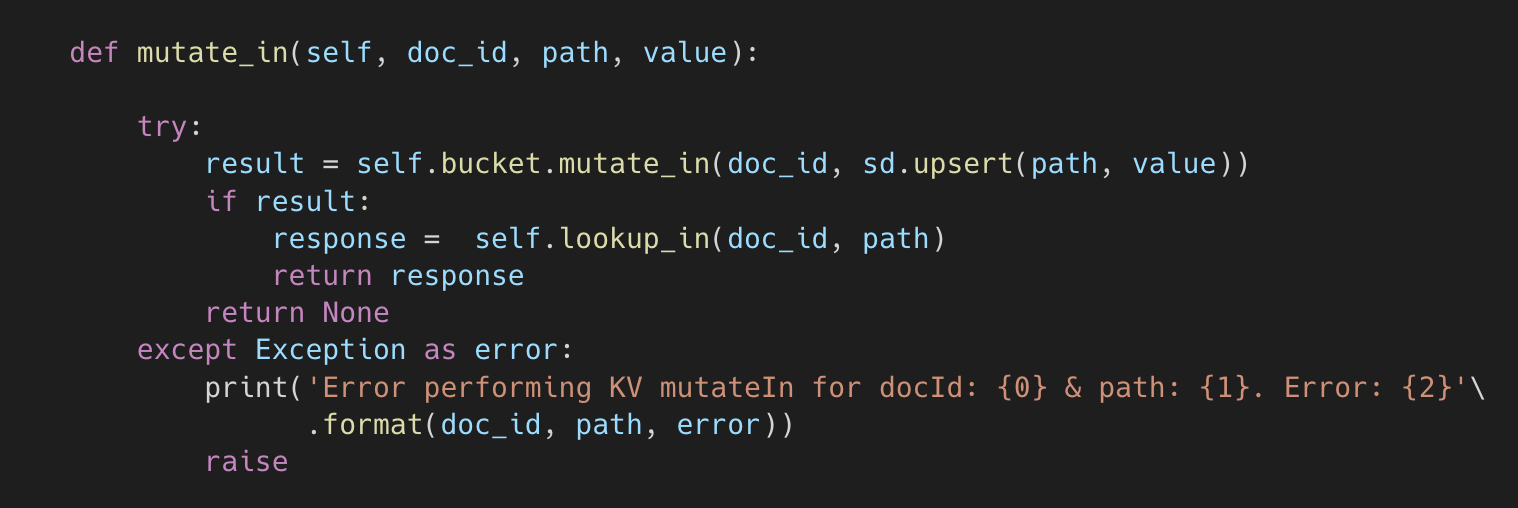 def mutate_in(self, doc_id, path, value):
try:
result = self.bucket.mutate_in(doc_id, sd.upsert(path, value))
if result:
response =  self.lookup_in(doc_id, path)
return response
return None
except Exception as error:
print('Error performing KV mutateIn for docId: {0} & path: {1}. Error: {2}'\
.format(doc_id, path, error))
raise